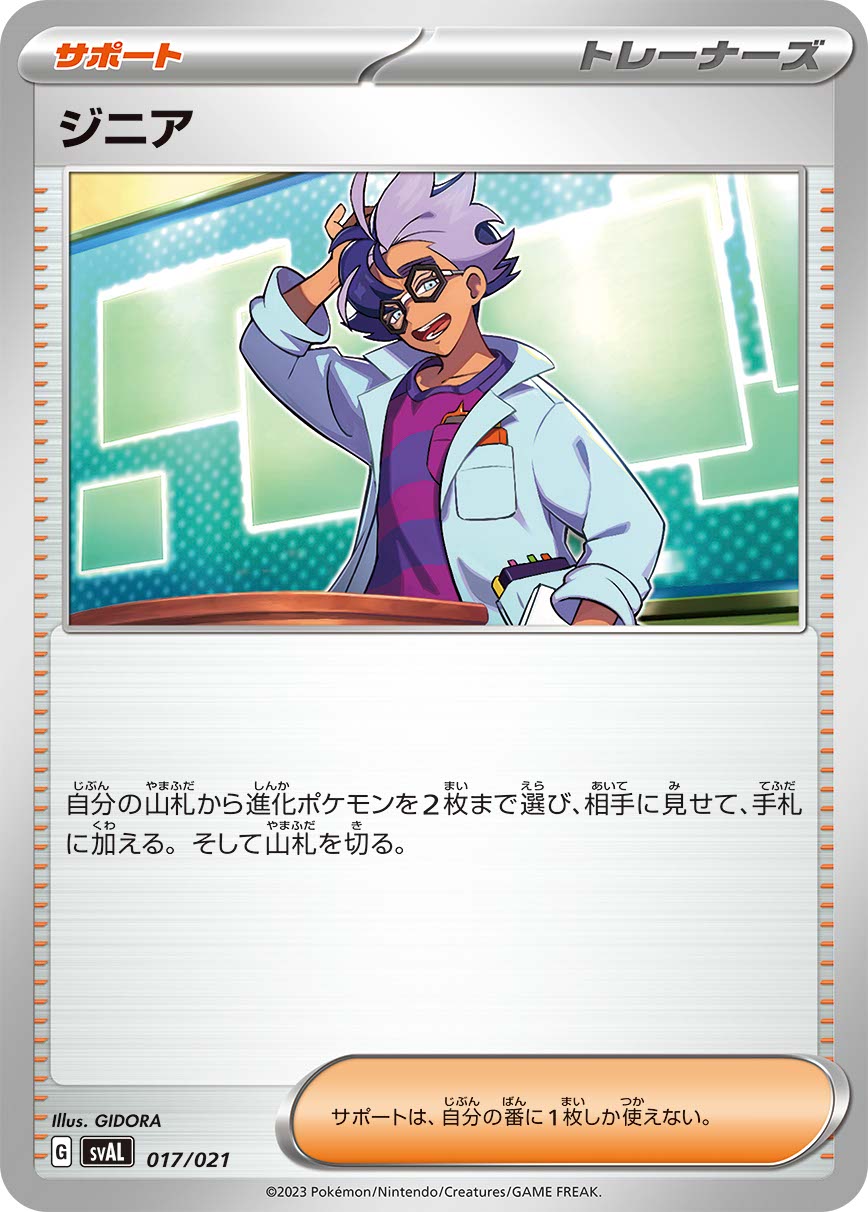 サポート
トレーナーズ
ジニア
自分の山札から進化ポケモンを2枚まで選び、相手に見せて、手札
に加える。そして山札を切る。
サポートは、自分の番に1枚しか使えない。
Illus. GIDORA
G svAL 017/021
©2023 Pokémon/Nintendo/Creatures/GAME FREAK.